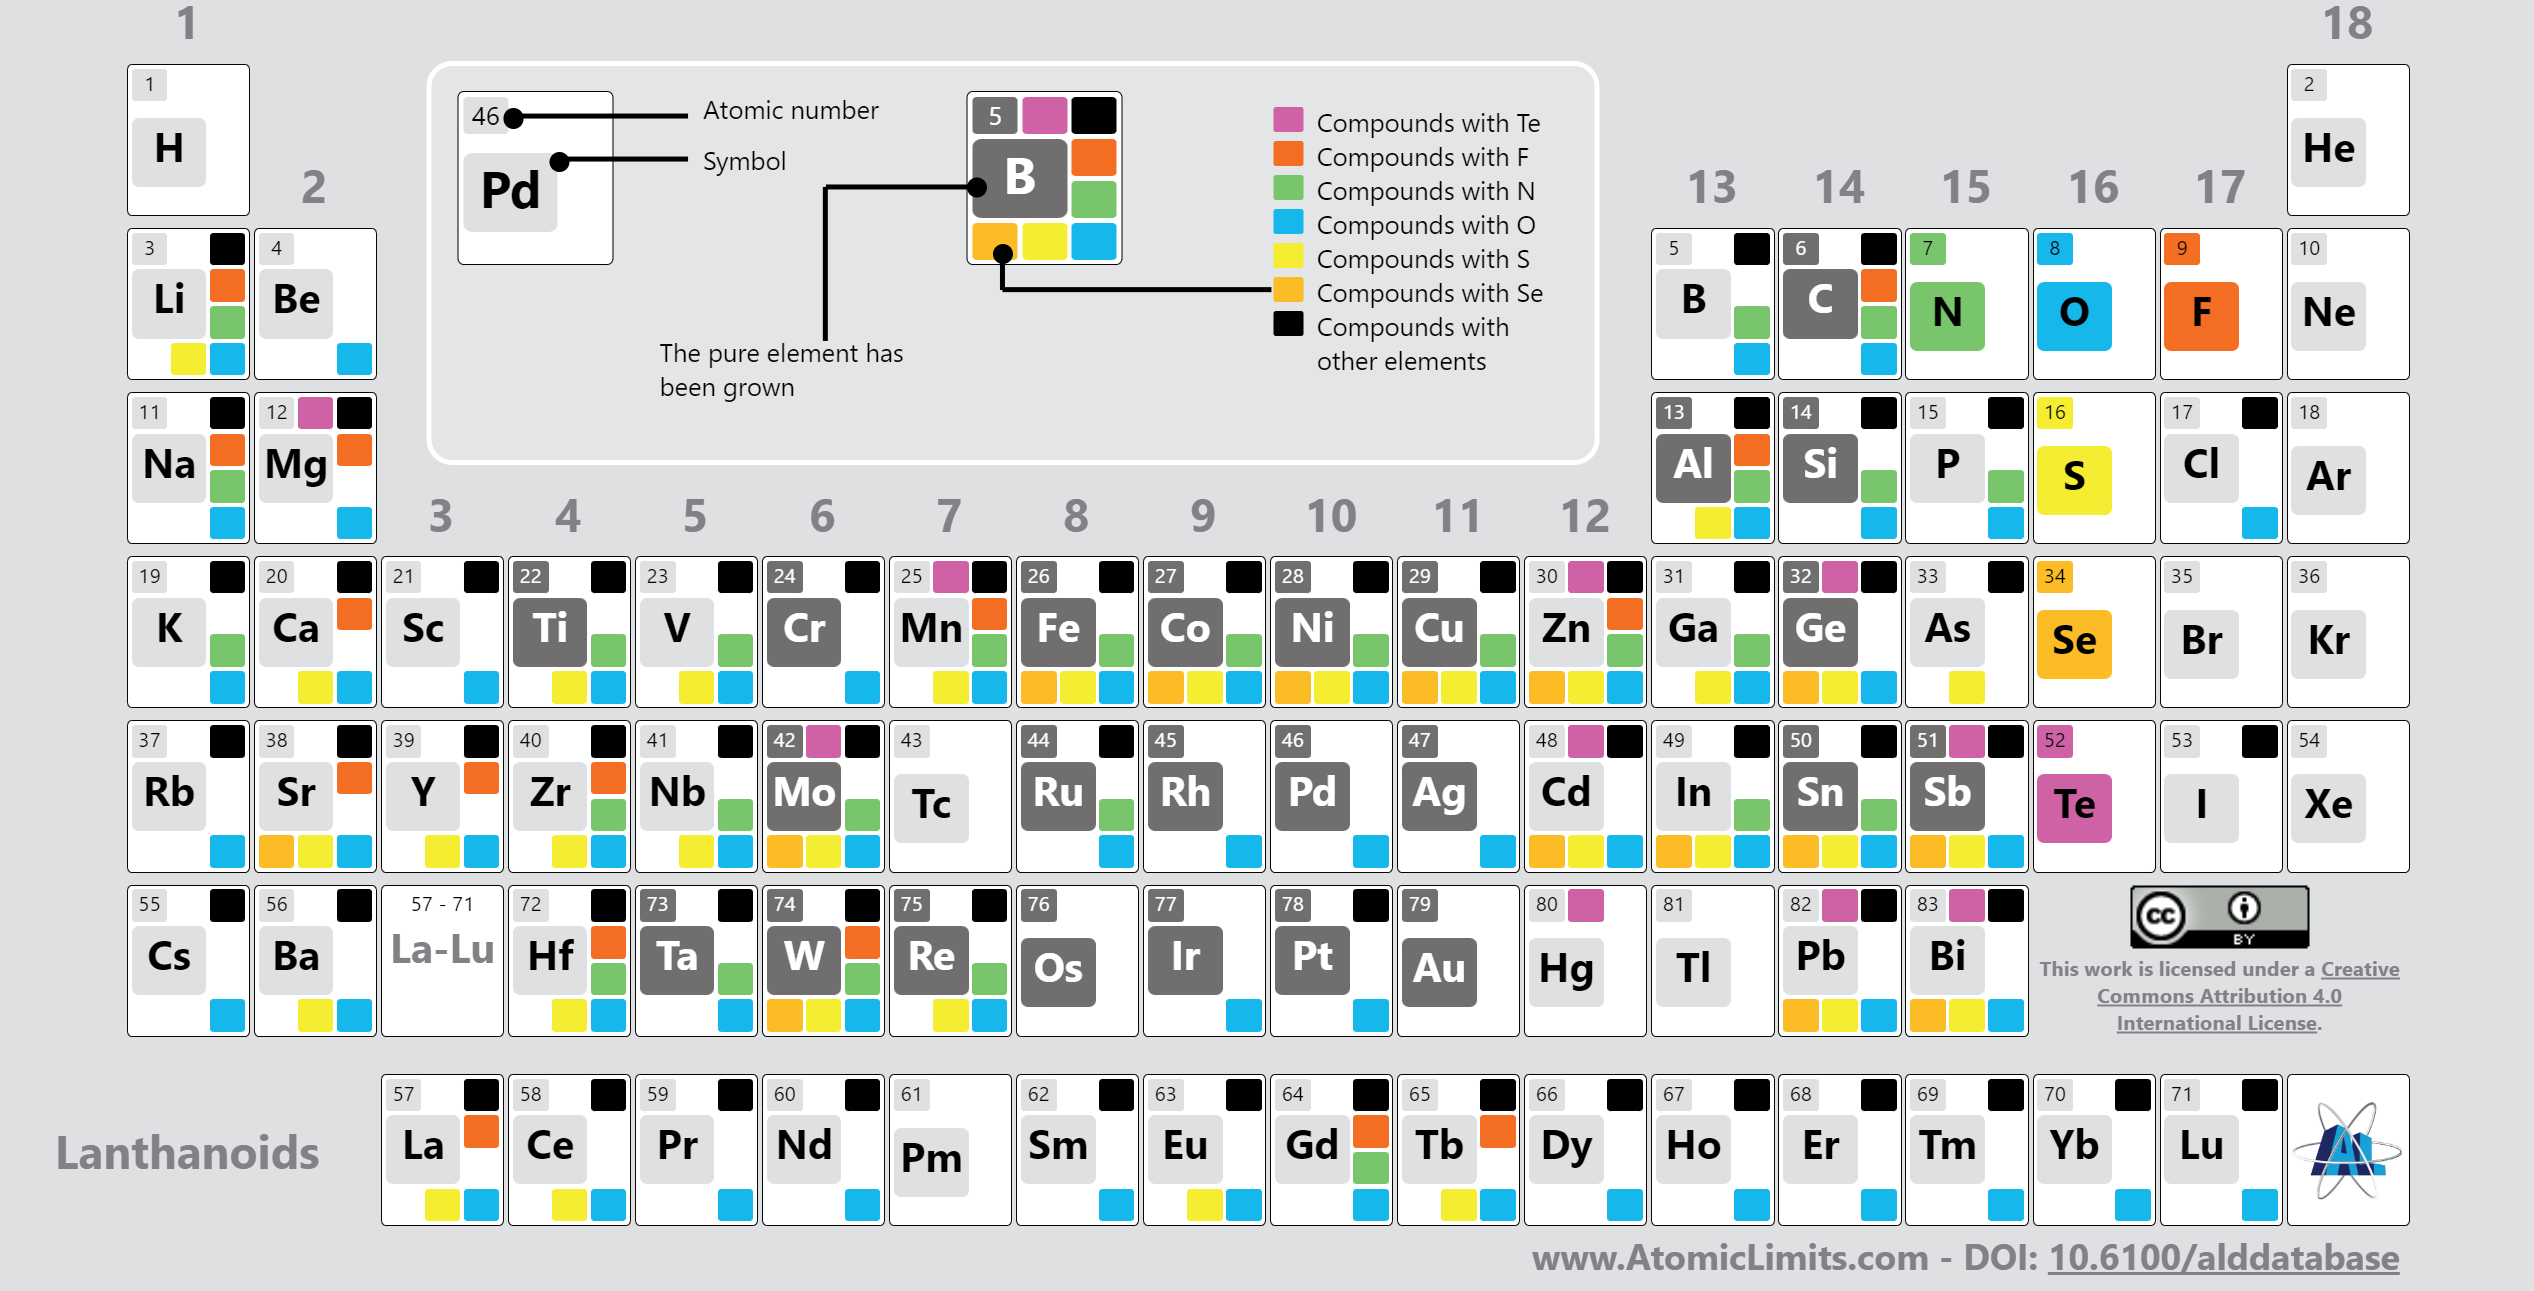 1 18
1 2
H He
2 13 14 15 16 17
46 Atomic number
Pd Symbol
5
B
The pure element has
been grown
Compounds with Te
Compounds with F
Compounds with N
Compounds with O
Compounds with S
Compounds with Se
Compounds with
other elements
3 4 5 6 7 8 9 10
Li Be B C N O F Ne
11 12 13 14 15 16 17 18
Na Mg Al Si P S Cl Ar
3 4 5 6 7 8 9 10 11 12
19 20 21 22 23 24 25 26 27 28 29 30 31 32 33 34 35 36
K Ca Sc Ti V Cr Mn Fe Co Ni Cu Zn Ga Ge As Se Br Kr
37 38 39 40 41 42 43 44 45 46 47 48 49 50 51 52 53 54
Rb Sr Y Zr Nb Mo Tc Ru Rh Pd Ag Cd In Sn Sb Te I Xe
55 56 57 - 71 72 73 74 75 76 77 78 79 80 81 82 83
Cs Ba La-Lu Hf Ta W Re Os Ir Pt Au Hg Tl Pb Bi
cc BY
This work is licensed under a Creative
Commons Attribution 4.0
International License.
57 58 59 60 61 62 63 64 65 66 67 68 69 70 71
Lanthanoids La Ce Pr Nd Pm Sm Eu Gd Tb Dy Ho Er Tm Yb Lu
AL
www.AtomicLimits.com - DOI: 10.6100/alddatabase